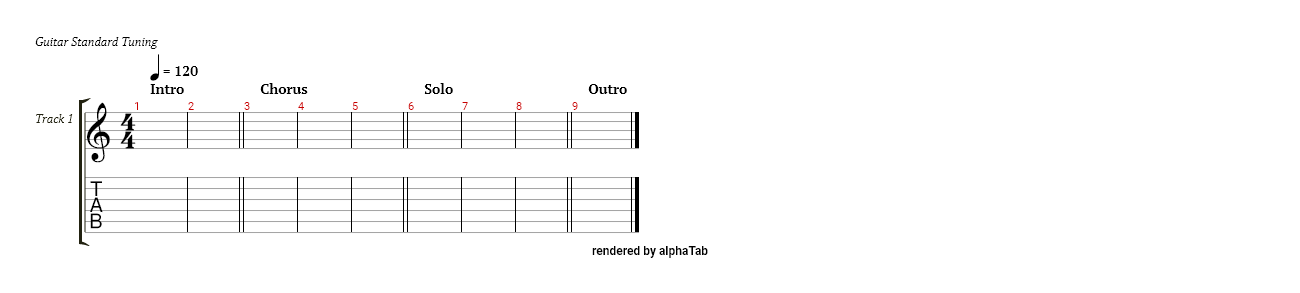 Guitar Standard Tuning
= 120
Intro Chorus Solo Outro
1 2 3 4 5 6 7 8 9
Track 1
4
4
T
A
B
rendered by alphaTab